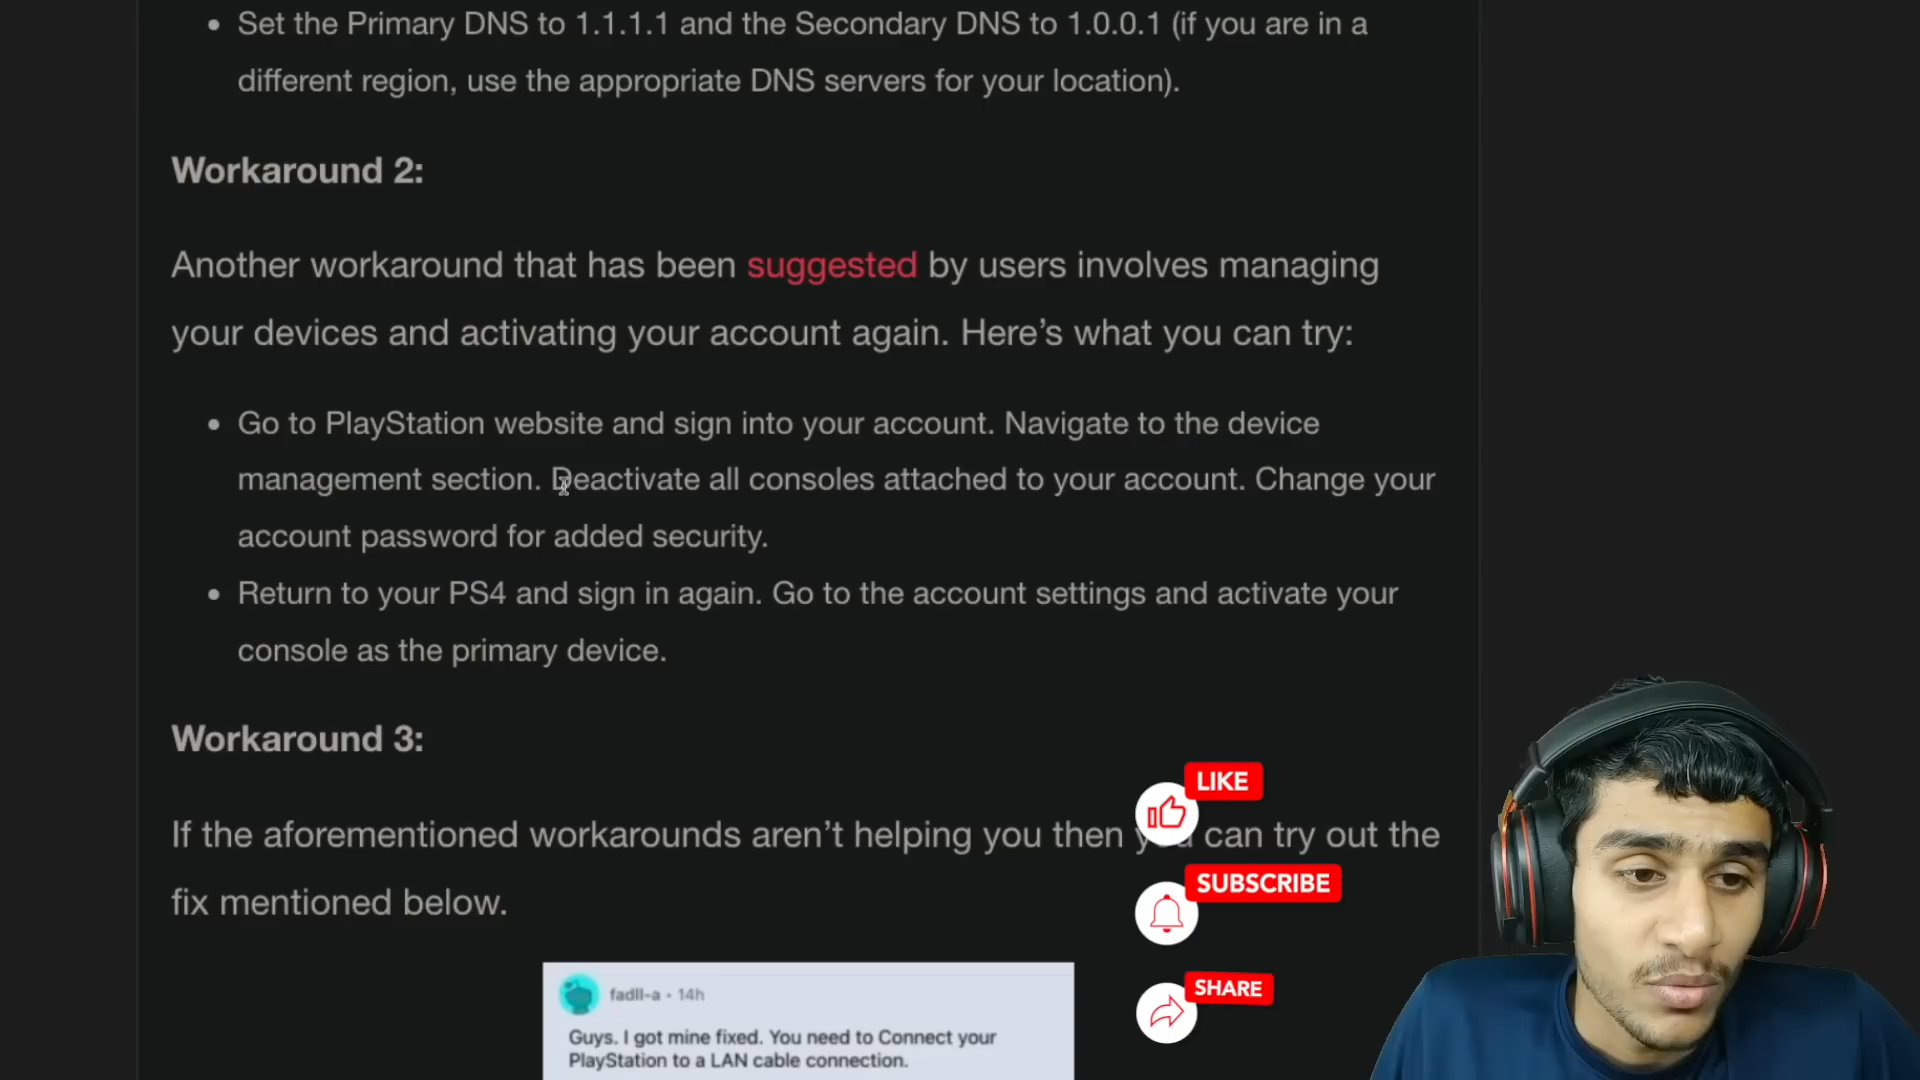 • Set the Primary DNS to 1.1.1.1 and the Secondary DNS to 1.0.0.1 (if you are in a
different region, use the appropriate DNS servers for your location).
Workaround 2:
Another workaround that has been suggested by users involves managing
your devices and activating your account again. Here’s what you can try:
• Go to PlayStation website and sign into your account. Navigate to the device
management section. Deactivate all consoles attached to your account. Change your
account password for added security.
• Return to your PS4 and sign in again. Go to the account settings and activate your
console as the primary device.
Workaround 3:
If the aforementioned workarounds aren’t helping you then you can try out the
fix mentioned below.
LIKE
SUBSCRIBE
SHARE
fadll-a • 14h
Guys. I got mine fixed. You need to Connect your
PlayStation to a LAN cable connection.